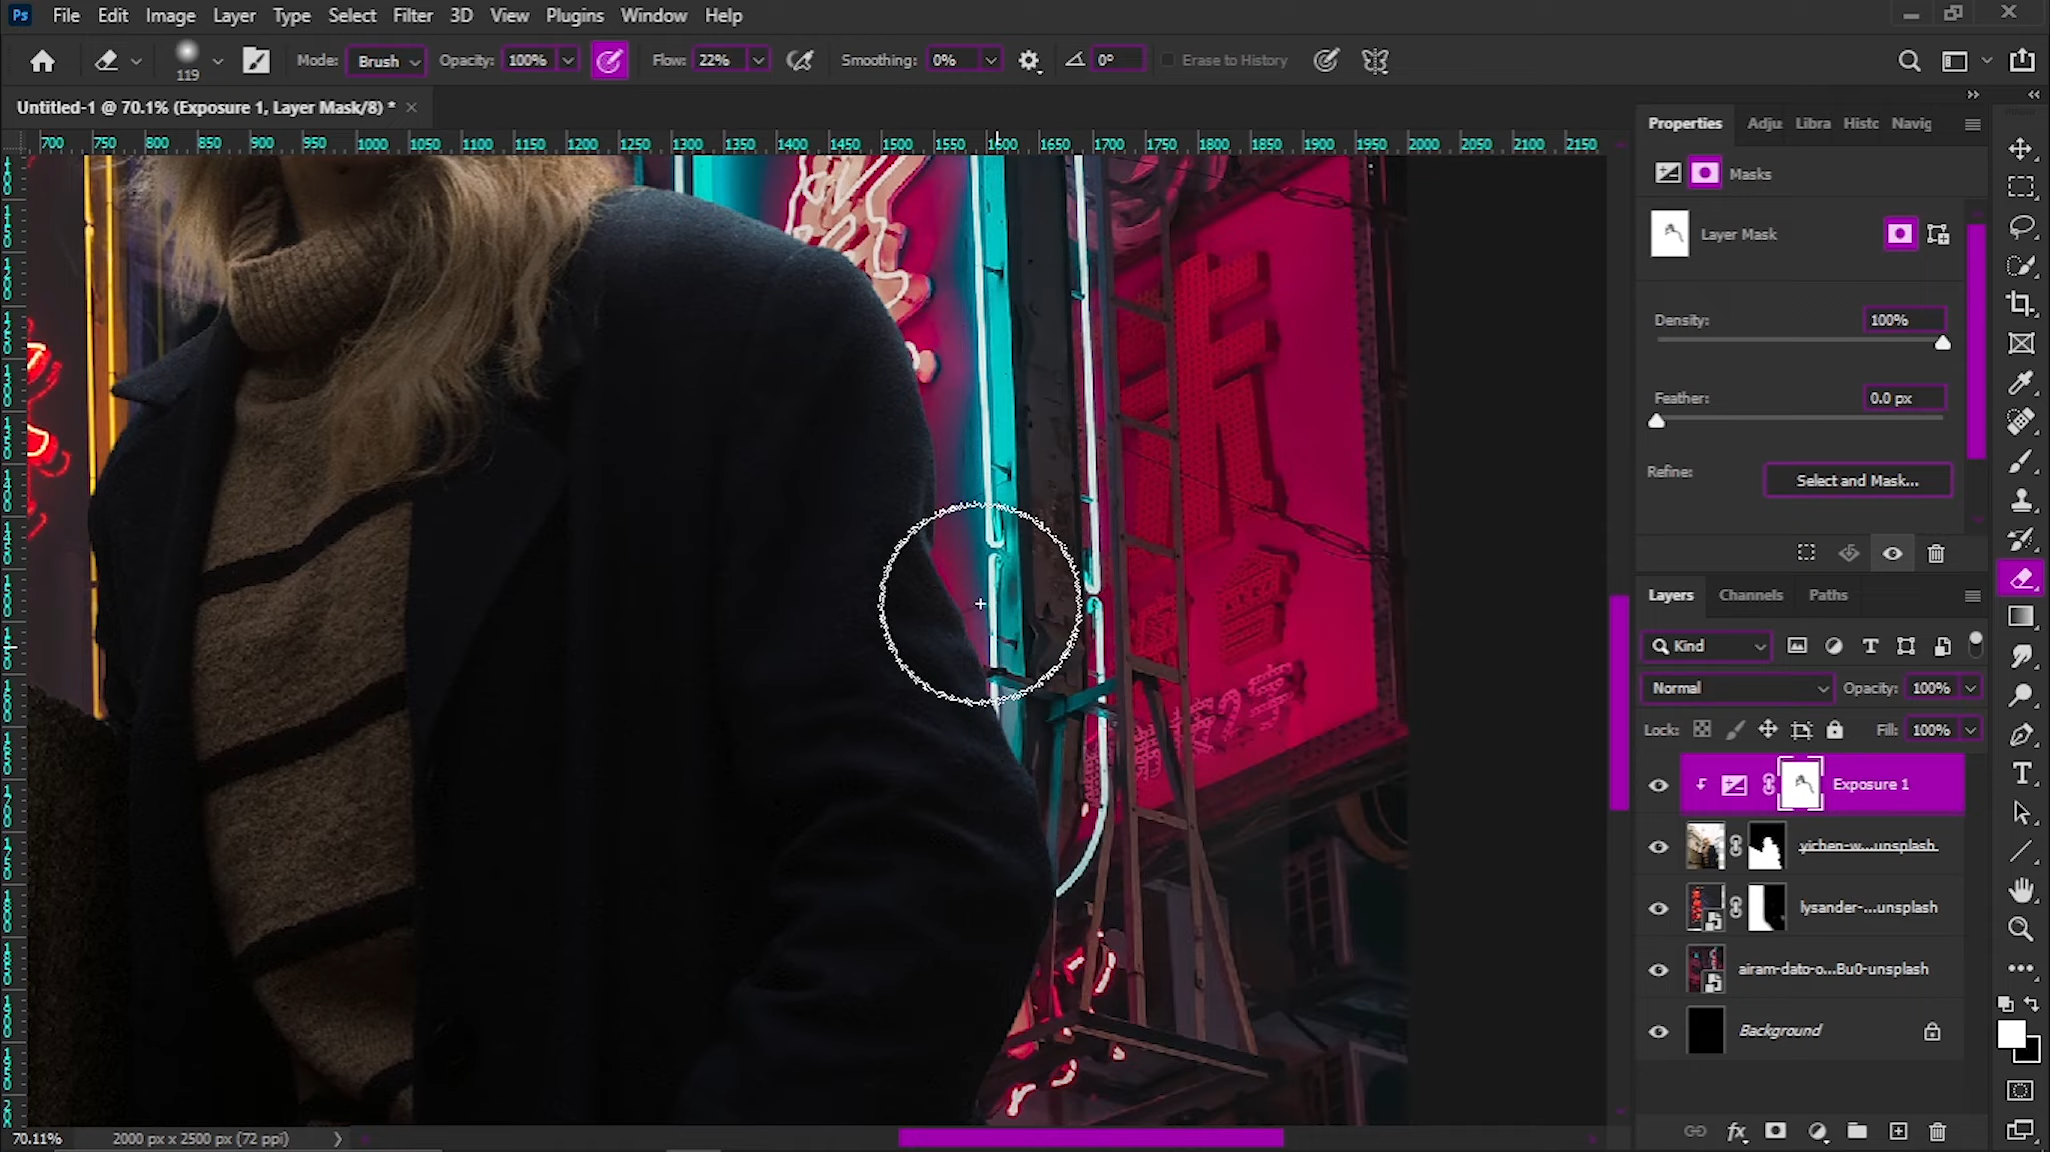 Ps File Edit Image Layer Type Select Filter 3D View Plugins Window Help
119 Mode: Brush Opacity: 100% Flow: 22% Smoothing: 0% 0° Erase to History
Untitled-1 @ 70.1% (Exposure 1, Layer Mask/8) *
700 750 800 850 900 950 1000 1050 1100 1150 1200 1250 1300 1350 1400 1450 1500 1550 1600 1650 1700 1750 1800 1850 1900 1950 2000 2050 2100 2150
Properties Adju Libra Histo Navig
Masks
Layer Mask
Density: 100%
Feather: 0.0 px
Refine: Select and Mask...
Layers Channels Paths
Kind
Normal Opacity: 100%
Lock: Fill: 100%
Exposure 1
yichen-w...unsplash
lysander-...unsplash
airam-dato-o...Bu0-unsplash
Background
70.11% 2000 px x 2500 px (72 ppi)